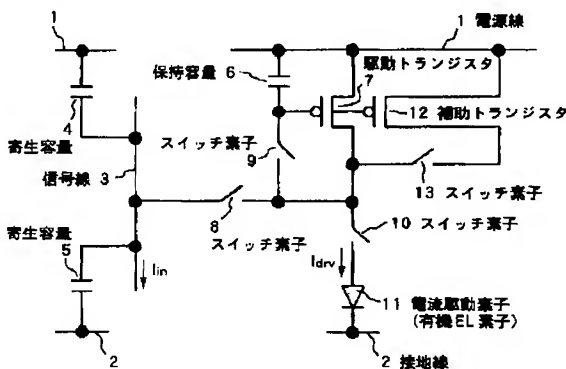 1
1 電源線
保持容量 6
駆動トランジスタ
7
12 補助トランジスタ
4
寄生容量
スイッチ素子
9
信号線 3
13 スイッチ素子
8
スイッチ素子
10 スイッチ素子
寄生容量
5
Iin
Idrv
11 電流駆動素子
(有機EL素子)
2
2 接地線